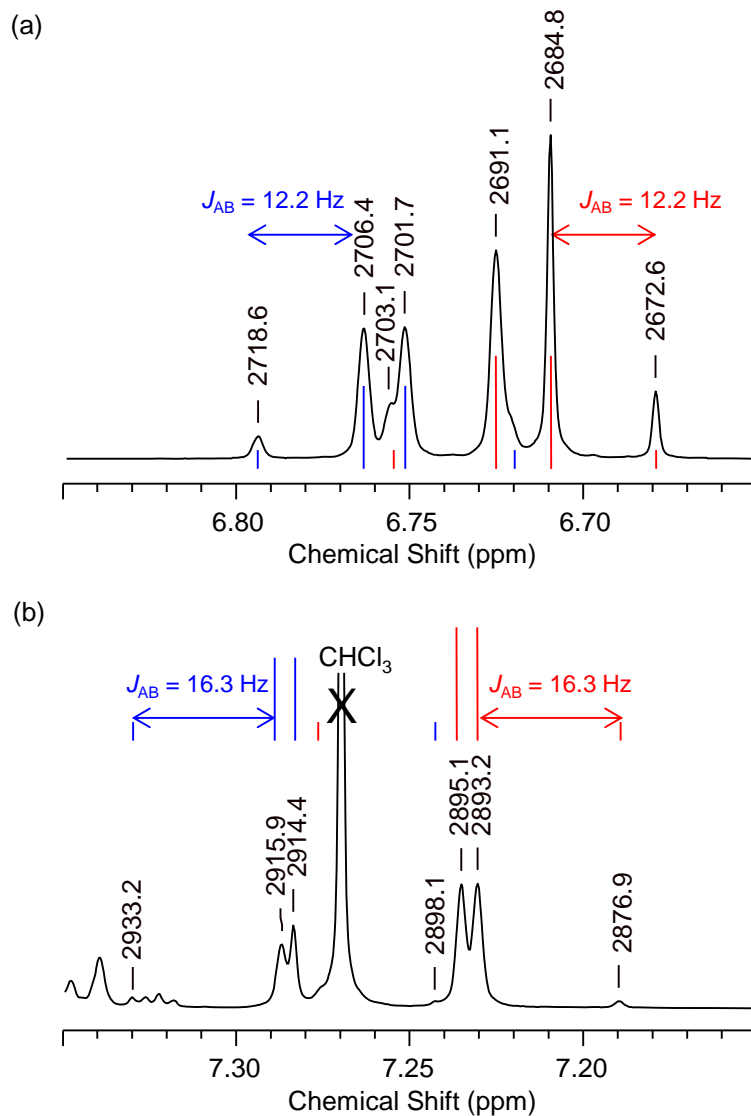 (a)
2718.6
J_AB = 12.2 Hz
2706.4
2703.1
2701.7
2691.1
2684.8
J_AB = 12.2 Hz
2672.6
6.80 6.75 6.70
Chemical Shift (ppm)
(b)
J_AB = 16.3 Hz
CHCl₃
X
J_AB = 16.3 Hz
2933.2
2915.9
2914.4
2898.1
2895.1
2893.2
2876.9
7.30 7.25 7.20
Chemical Shift (ppm)